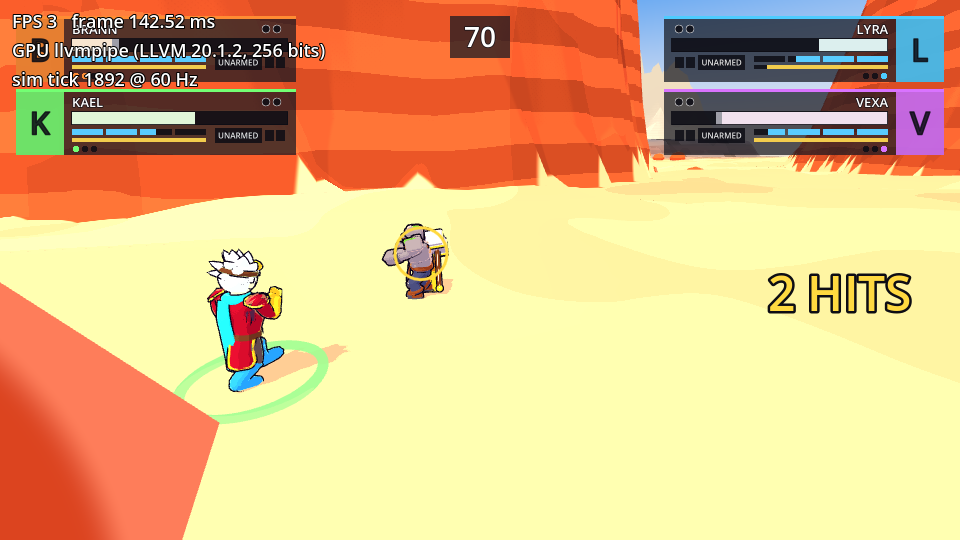 FPS 3 frame 142.52 ms
BRANN
GPU llvmpipe (LLVM 20.1.2, 256 bits)
UNARMED
sim tick 1892 @ 60 Hz
K
KAEL
UNARMED
70
LYRA
UNARMED
L
VEXA
UNARMED
V
2 HITS